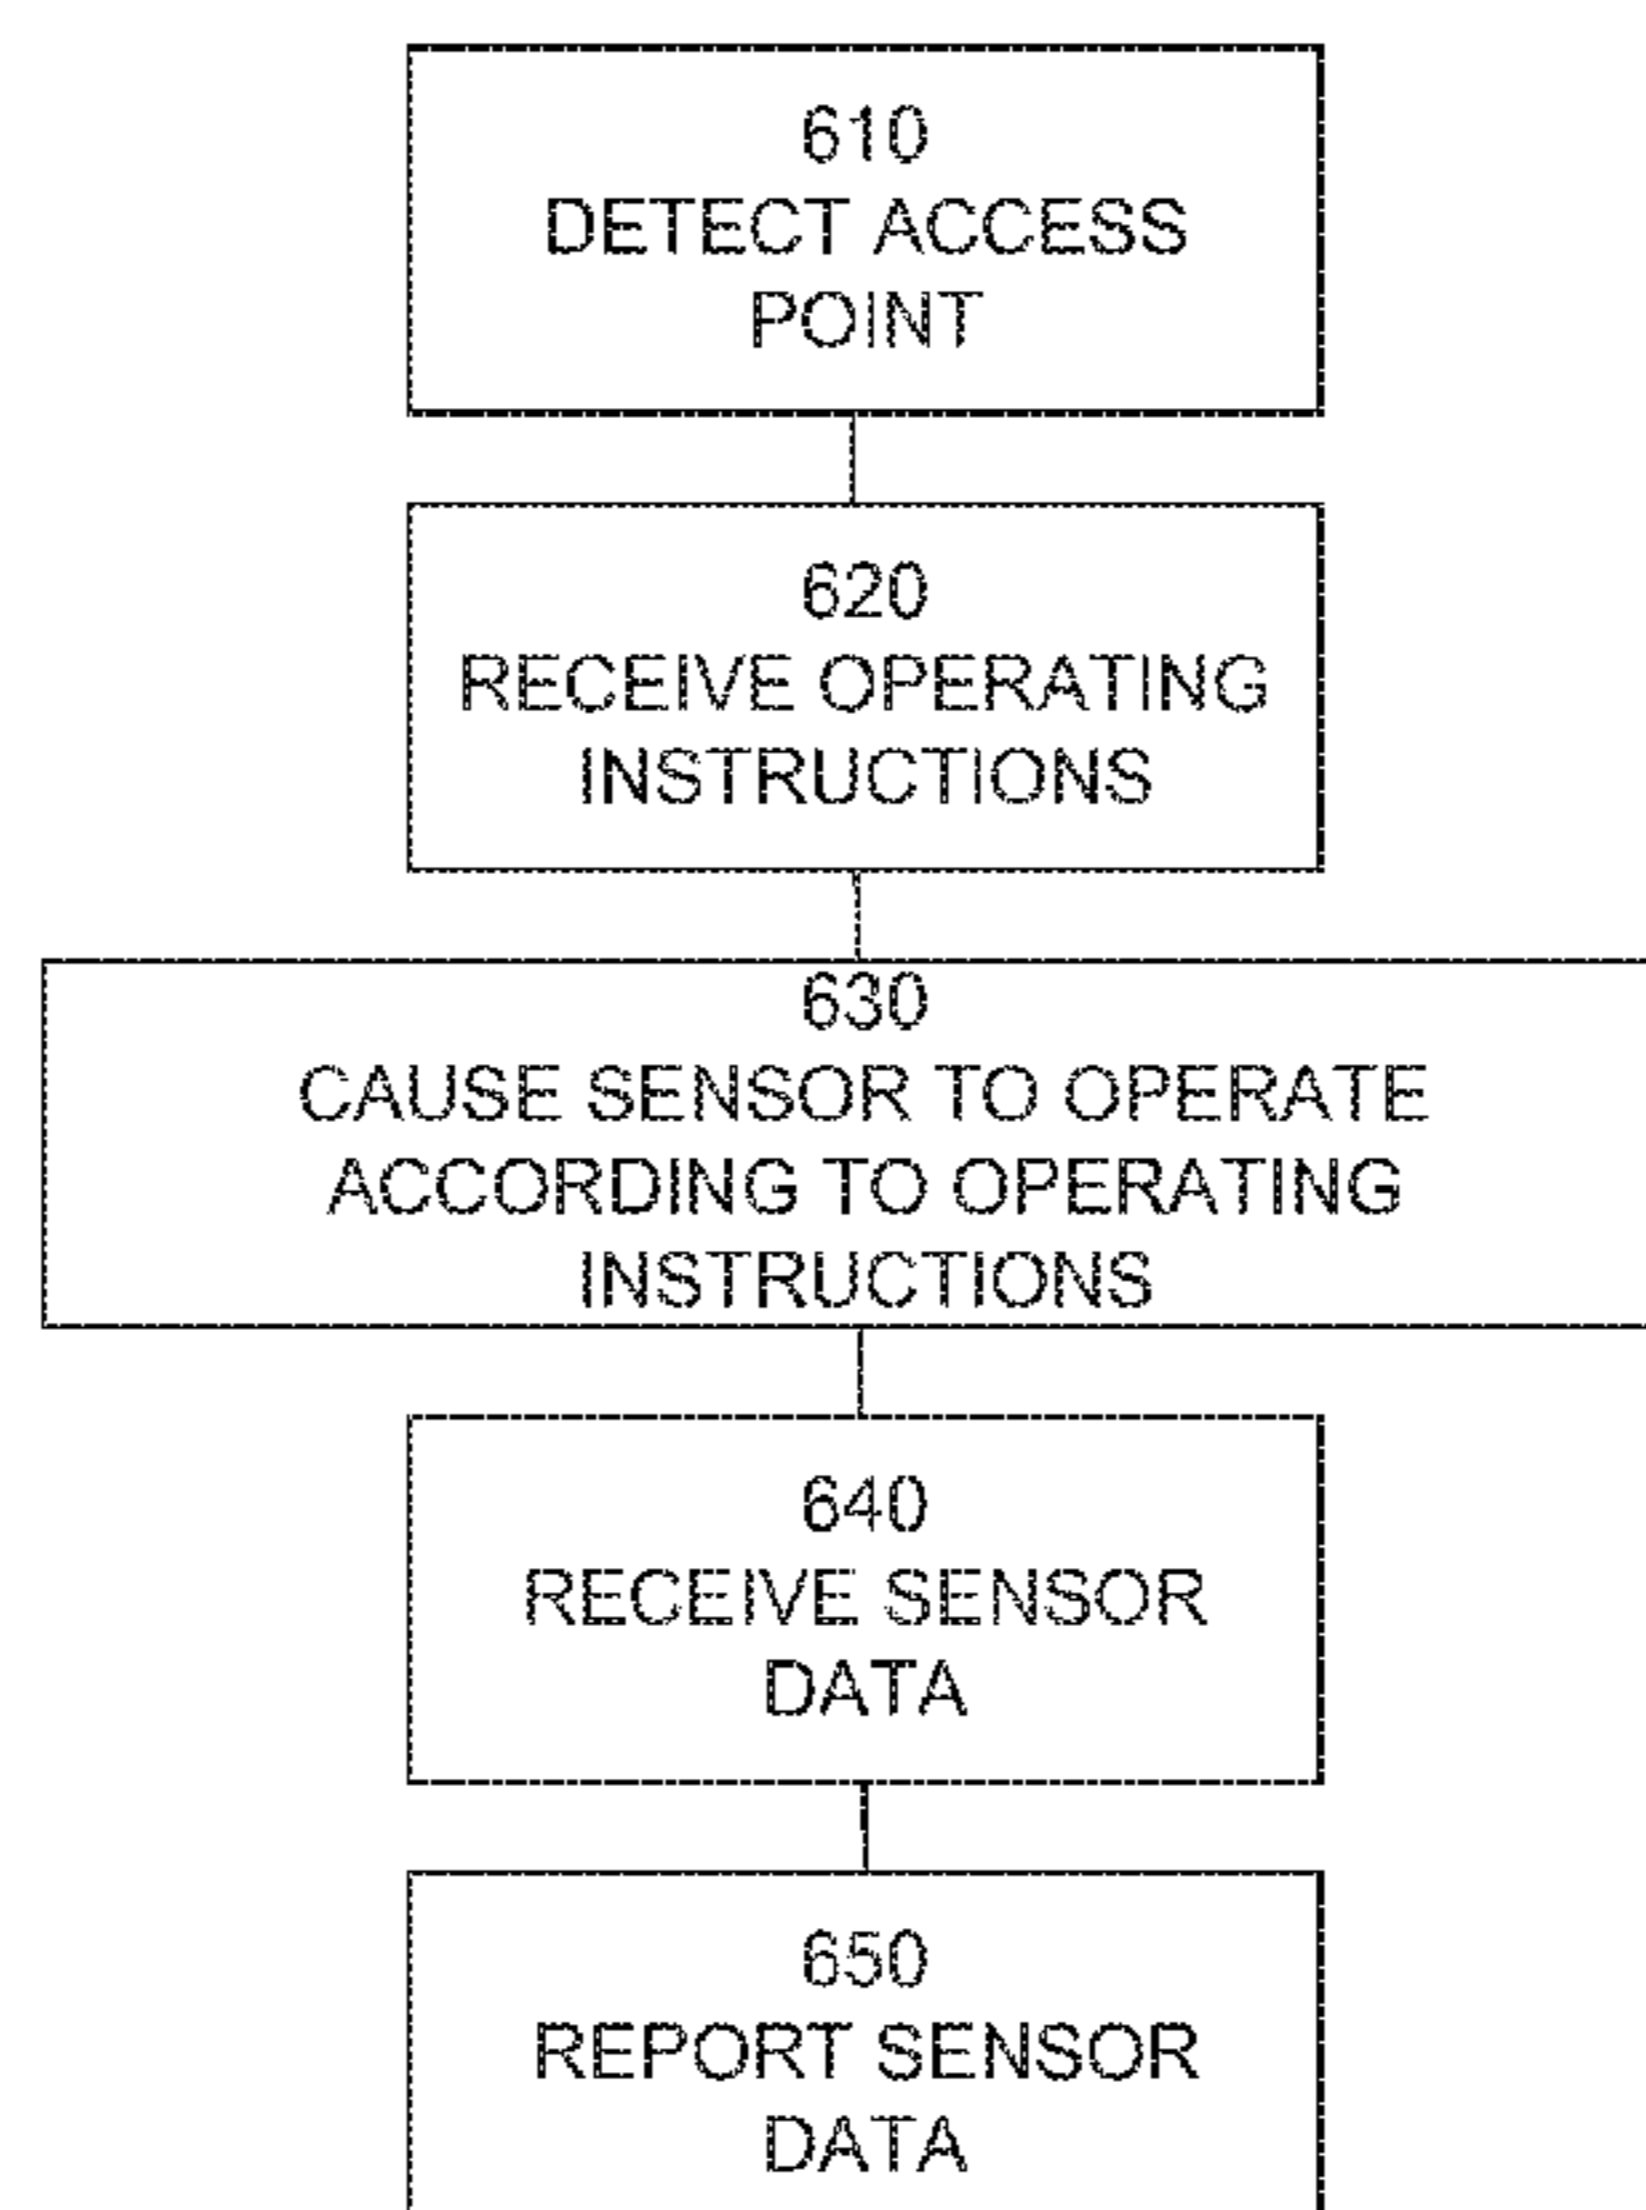 610
DETECT ACCESS
POINT
620
RECEIVE OPERATING
INSTRUCTIONS
630
CAUSE SENSOR TO OPERATE
ACCORDING TO OPERATING
INSTRUCTIONS
640
RECEIVE SENSOR
DATA
650
REPORT SENSOR
DATA